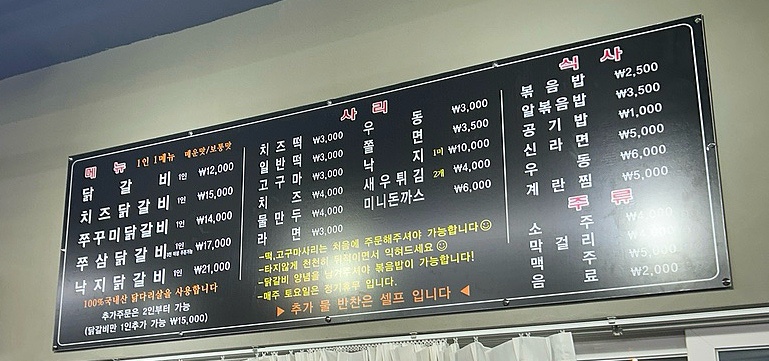 메 뉴 1인 1메뉴 매운맛/보통맛
닭 갈 비 1인 ₩12,000
치즈닭갈비 1인 ₩15,000
쭈꾸미닭갈비 1인 ₩14,000
쭈삼닭갈비 1인 ₩17,000
낙지닭갈비 1인 ₩21,000
100%국내산 닭다리살을 사용합니다
추가주문은 2인부터 가능
(닭갈비만 1인추가 가능 ₩15,000)
사 리
치 즈 떡 ₩3,000
일 반 떡 ₩3,000
고 구 마 ₩3,000
치 즈 ₩4,000
물 만 두 ₩4,000
라 면 ₩3,000
우 동 ₩3,000
쫄 면 ₩3,500
낙 지 1미 ₩10,000
새우튀김 2개 ₩4,000
미니돈까스 ₩6,000
-떡,고구마사리는 처음에 주문해주셔야 가능합니다☺
-타지않게 천천히 뒤적이면서 익혀드세요☺
-닭갈비 양념을 남겨주셔야 볶음밥이 가능합니다!
-매주 토요일은 정기휴무 입니다.
▶ 추가 물 반찬은 셀프 입니다 ◀
식 사
볶 음 밥 ₩2,500
알 볶 음 밥 ₩3,500
공 기 밥 ₩1,000
신 라 면 ₩5,000
우 동 ₩6,000
계 란 찜 ₩5,000
주 류
소 주
막 걸 리
맥 주 ₩5,000
음 료 ₩2,000